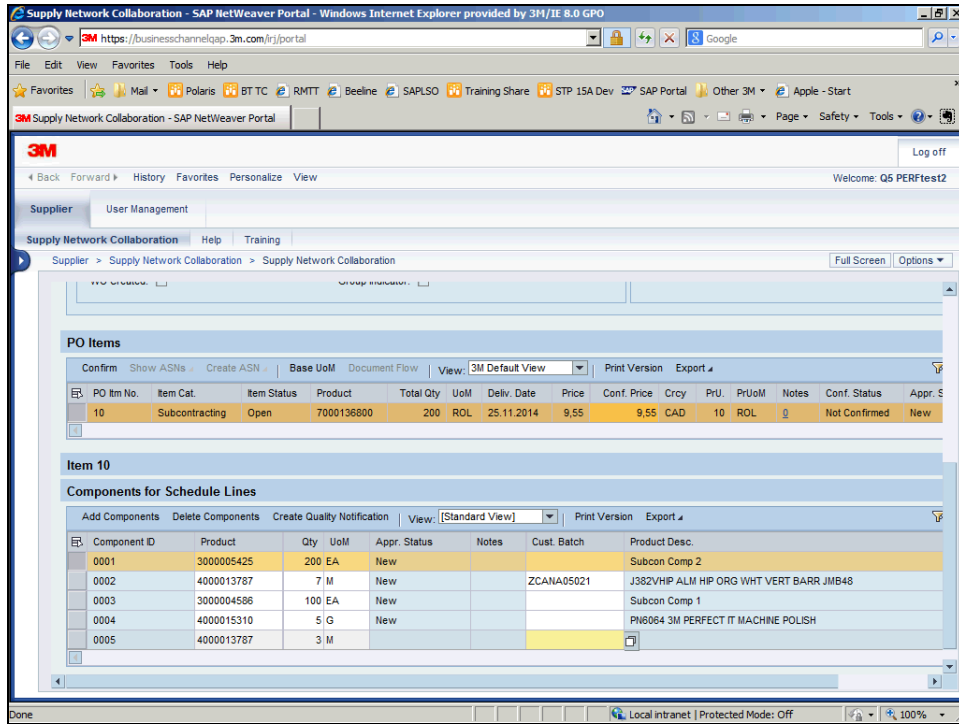 Supply Network Collaboration - SAP NetWeaver Portal - Windows Internet Explorer provided by 3M/IE 8.0 GPO
3M https://businesschannelqap.3m.com/irj/portal
Google
File Edit View Favorites Tools Help
Favorites Mail Polaris BT TC RMTT Beeline SAPLSO Training Share STP 15A Dev SAP Portal Other 3M Apple - Start
3M Supply Network Collaboration - SAP NetWeaver Portal
Page Safety Tools
3M Log off
Back Forward History Favorites Personalize View Welcome: Q5 PERFtest2
Supplier User Management
Supply Network Collaboration Help Training
Supplier > Supply Network Collaboration > Supply Network Collaboration Full Screen Options
WO Created: Group Indicator:
PO Items
Confirm Show ASNs Create ASN Base UoM Document Flow View: 3M Default View Print Version Export
PO Itm No. Item Cat. Item Status Product Total Qty UoM Deliv. Date Price Conf. Price Crcy PrU. PrUoM Notes Conf. Status Appr. S
10 Subcontracting Open 7000136800 200 ROL 25.11.2014 9,55 9,55 CAD 10 ROL 0 Not Confirmed New
Item 10
Components for Schedule Lines
Add Components Delete Components Create Quality Notification View: [Standard View] Print Version Export
Component ID Product Qty UoM Appr. Status Notes Cust. Batch Product Desc.
0001 3000005425 200 EA New Subcon Comp 2
0002 4000013787 7 M New ZCANA05021 J382VHIP ALM HIP ORG WHT VERT BARR JMB48
0003 3000004586 100 EA New Subcon Comp 1
0004 4000015310 5 G New PN6064 3M PERFECT IT MACHINE POLISH
0005 4000013787 3 M
Done Local intranet | Protected Mode: Off 100%